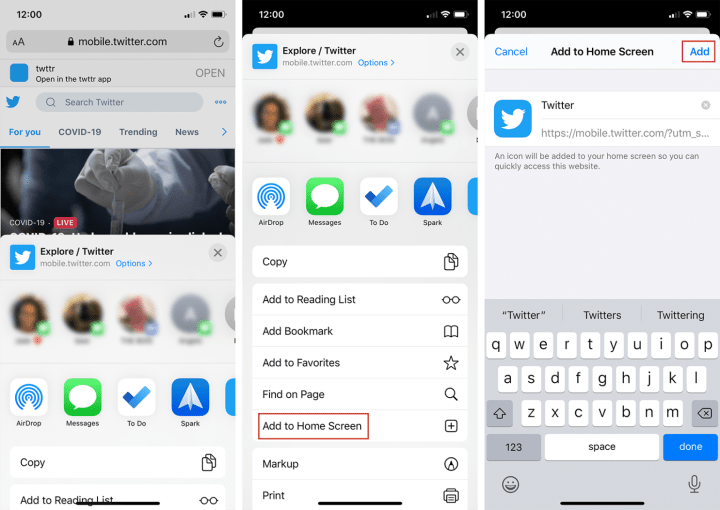 12:00
AA
mobile.twitter.com
twttr
Open in the twttr app
OPEN
Search Twitter
For you
COVID-19
Trending
News
COVID-19 · LIVE
Explore / Twitter
mobile.twitter.com Options >
AirDrop
Messages
To Do
Spark
Copy
Add to Reading List
12:00
Explore / Twitter
mobile.twitter.com Options >
AirDrop
Messages
To Do
Spark
Copy
Add to Reading List
Add Bookmark
Add to Favorites
Find on Page
Add to Home Screen
Markup
Print
12:00
Cancel
Add to Home Screen
Add
Twitter
https://mobile.twitter.com/?utm_s...
An icon will be added to your home screen so you can
quickly access this website.
“Twitter”
Twitters
Twittering
q w e r t y u i o p
a s d f g h j k l
z x c v b n m
123
space
done